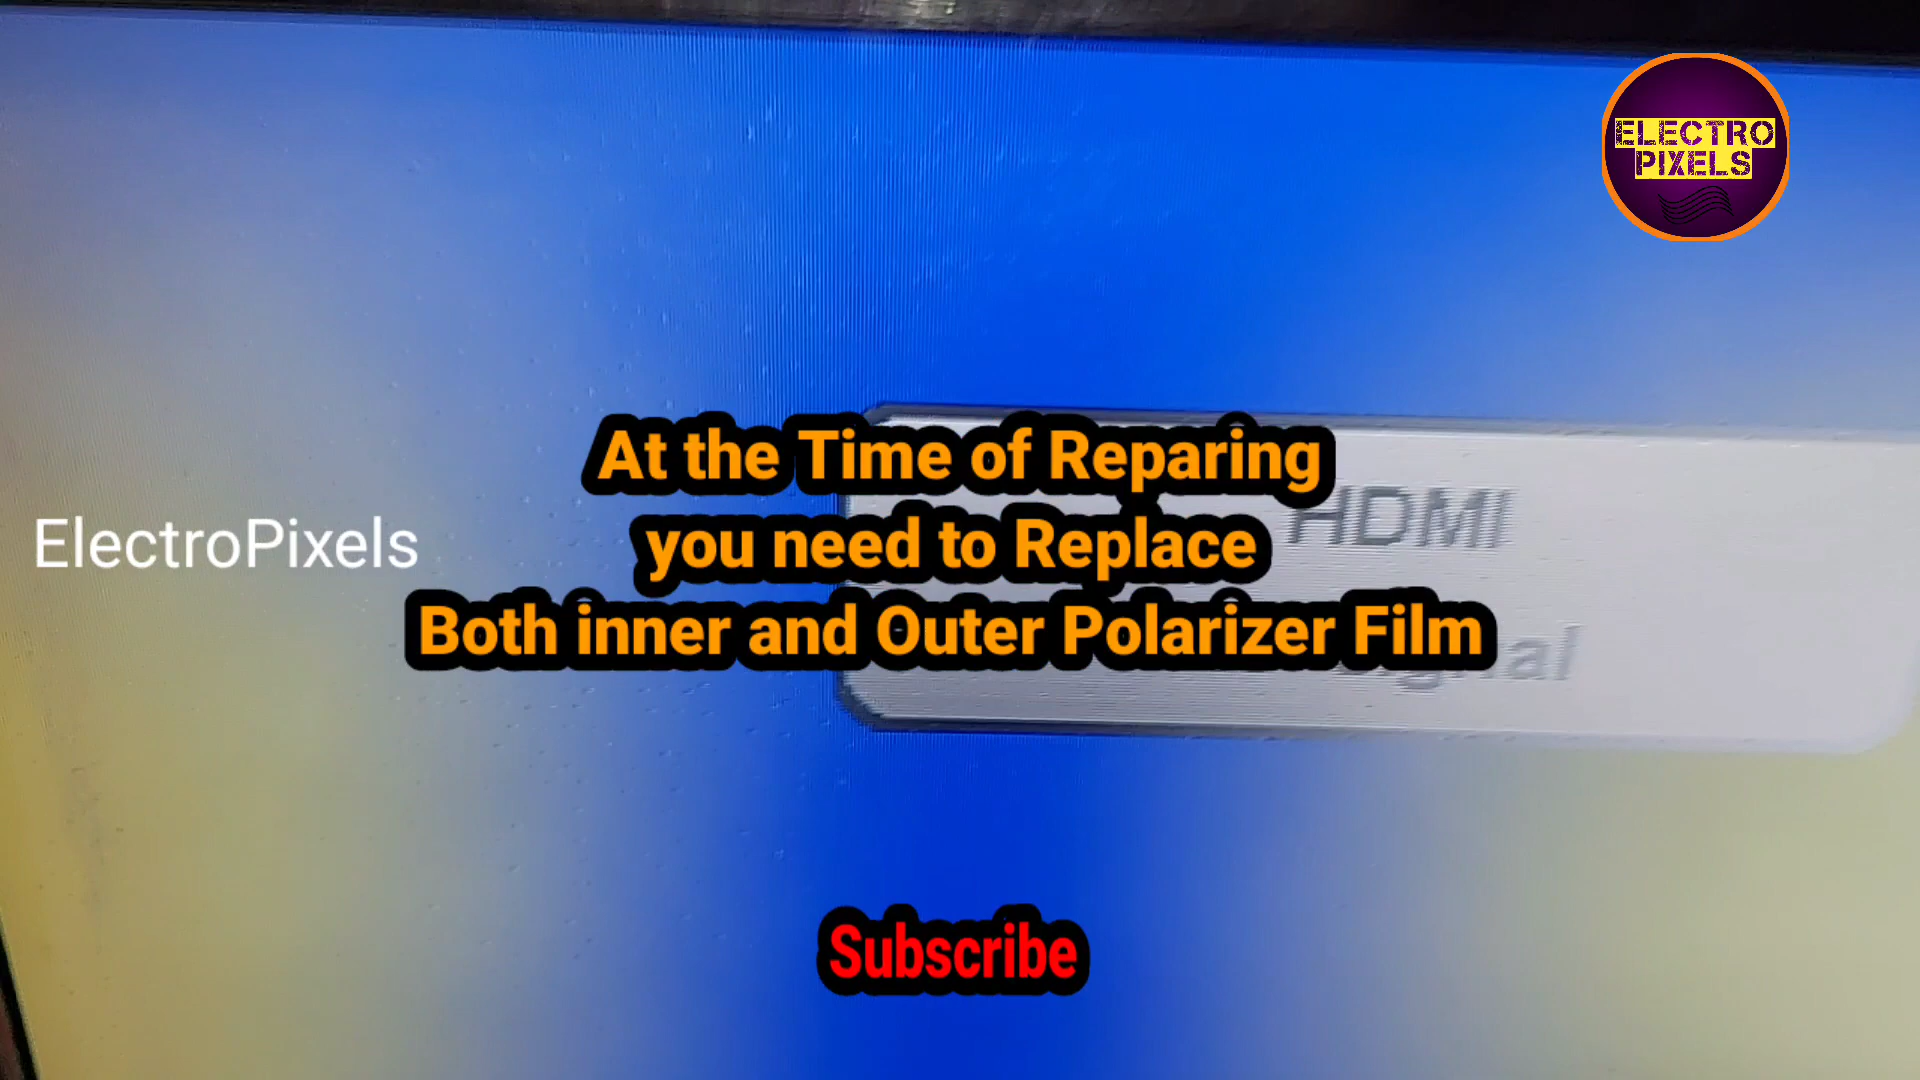 ELECTRO
PIXELS
At the Time of Reparing
HDMI
ElectroPixels
you need to Replace
Both inner and Outer Polarizer Film
Subscribe